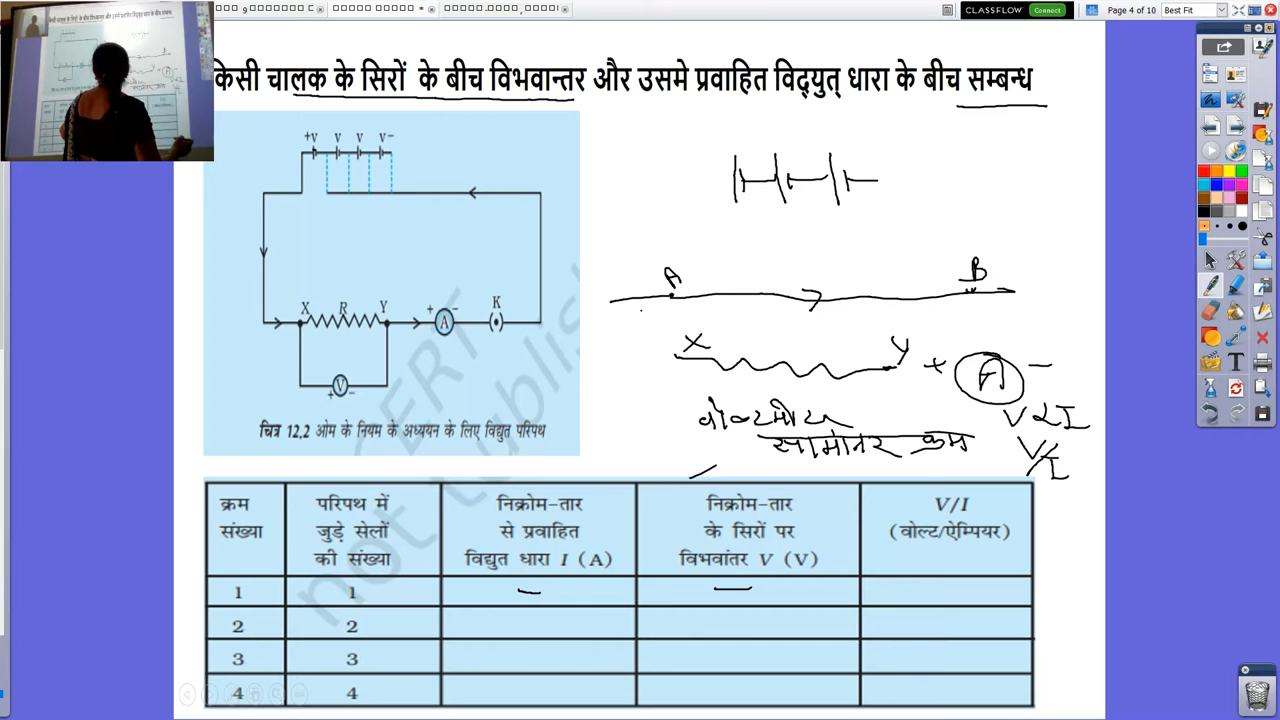 CLASSFLOW Connect
Page 4 of 10
Best Fit
किसी चालक के सिरों के बीच विभवान्तर और उसमे प्रवाहित विद्युत् धारा के बीच सम्बन्ध
+v v v v-
A B
X R Y
+ A - K
+ V -
X Y + A -
वोल्टमीटर
V∝I
सामांतर क्रम
V/I
चित्र 12.2 ओम के नियम के अध्ययन के लिए विद्युत परिपथ
not
क्रम संख्या
परिपथ में जुड़े सेलों की संख्या
निक्रोम-तार से प्रवाहित विद्युत धारा I (A)
निक्रोम-तार के सिरों पर विभवांतर V (V)
V/I (वोल्ट/ऐम्पियर)
1 1 — —
2 2
3 3
4 4